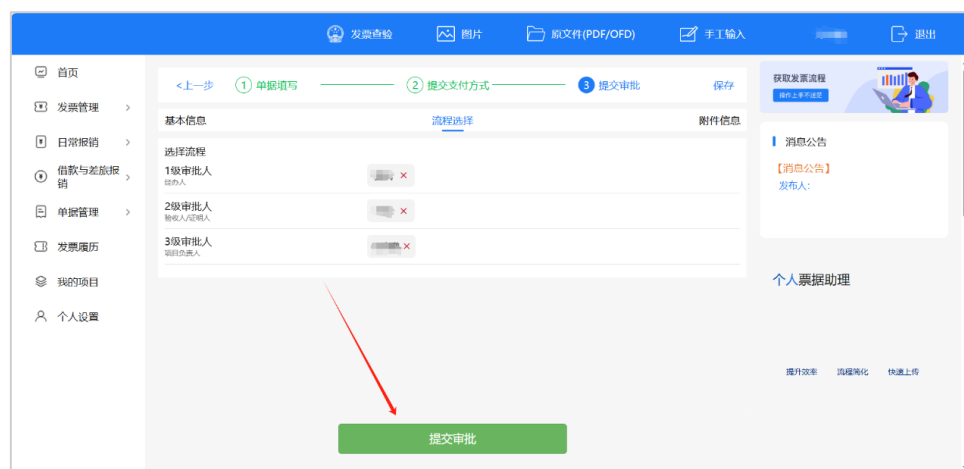 发票查验 图片 原文件(PDF/OFD) 手工输入 退出
首页
发票管理
日常报销
借款与差旅报销
单据管理
发票履历
我的项目
个人设置
<上一步 1 单据填写 2 提交支付方式 3 提交审批 保存
基本信息 流程选择 附件信息
选择流程
1级审批人
经办人
2级审批人
验收人/证明人
3级审批人
项目负责人
提交审批
获取发票流程
操作上手不迷茫
消息公告
【消息公告】
发布人:
个人票据助理
提升效率 流程简化 快速上传